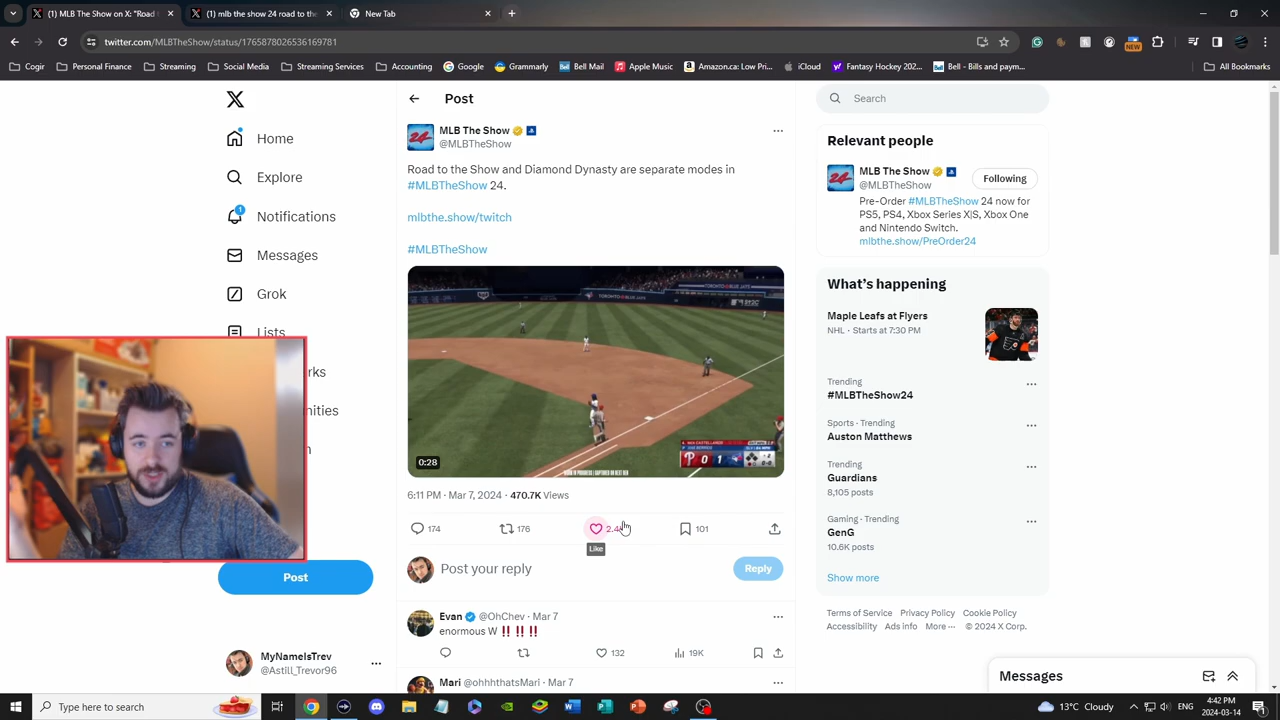 (1) MLB The Show on X: "Road t
(1) mlb the show 24 road to the
New Tab
twitter.com/MLBTheShow/status/1765878026536169781
NEW
Cogir
Personal Finance
Streaming
Social Media
Streaming Services
Accounts
Google
Grammarly
Bell Mail
Apple Music
Amazon.ca: Low Pri...
iCloud
Fantasy Hockey 202...
Bell - Bills and paym...
All Bookmarks
Home
Explore
1
Notifications
Messages
Grok
Lists
rks
nities
n
Post
MyNameIsTrev
@Astill_Trevor96
Post
MLB The Show
@MLBTheShow
Road to the Show and Diamond Dynasty are separate modes in
#MLBTheShow 24.
mlbthe.show/twitch
#MLBTheShow
TORONTO BLUE JAYS
0:28
6:11 PM · Mar 7, 2024 · 470.7K Views
174
176
101
Like
Post your reply
Reply
Evan @OhChev · Mar 7
enormous W ‼️ ‼️ ‼️
132
19K
Mari @ohhhthatsMari · Mar 7
Search
Relevant people
MLB The Show
@MLBTheShow
Following
Pre-Order #MLBTheShow 24 now for
PS5, PS4, Xbox Series X|S, Xbox One
and Nintendo Switch.
mlbthe.show/PreOrder24
What's happening
Maple Leafs at Flyers
NHL · Starts at 7:30 PM
Trending
#MLBTheShow24
Sports · Trending
Auston Matthews
Trending
Guardians
8,105 posts
Gaming · Trending
GenG
10.6K posts
Show more
Terms of Service Privacy Policy Cookie Policy
Accessibility Ads info More ··· © 2024 X Corp.
Messages
Type here to search
13°C Cloudy
ENG
4:42 PM
2024-03-14